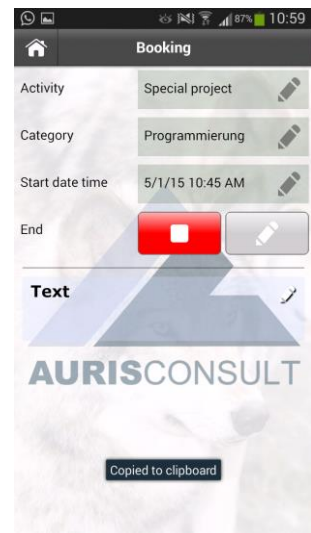 87% 10:59
Booking
Activity Special project
Category Programmierung
Start date time 5/1/15 10:45 AM
End
Text
AURISCONSULT
Copied to clipboard